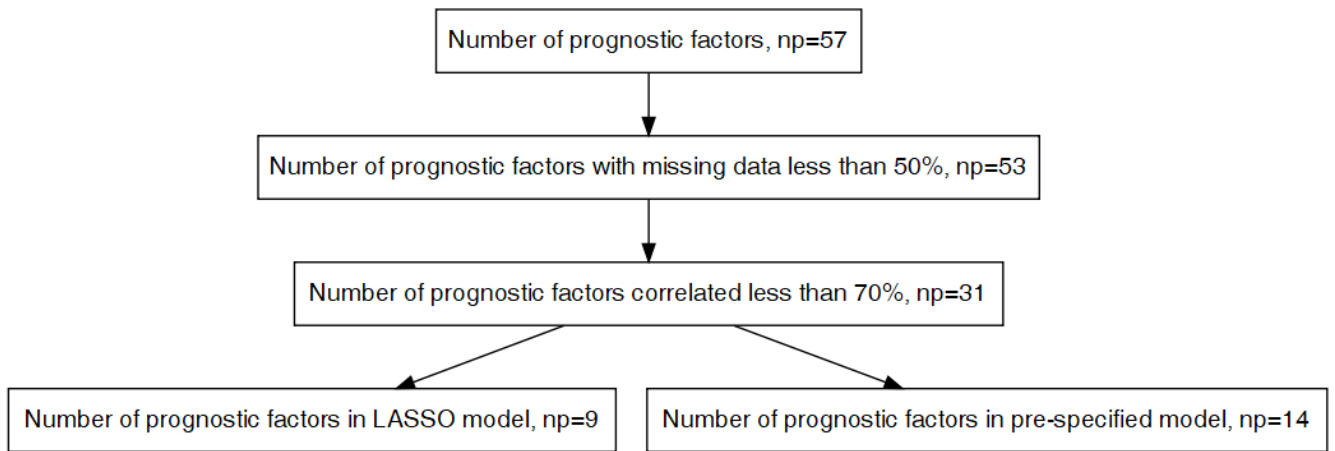 Number of prognostic factors, np=57
Number of prognostic factors with missing data less than 50%, np=53
Number of prognostic factors correlated less than 70%, np=31
Number of prognostic factors in LASSO model, np=9
Number of prognostic factors in pre-specified model, np=14